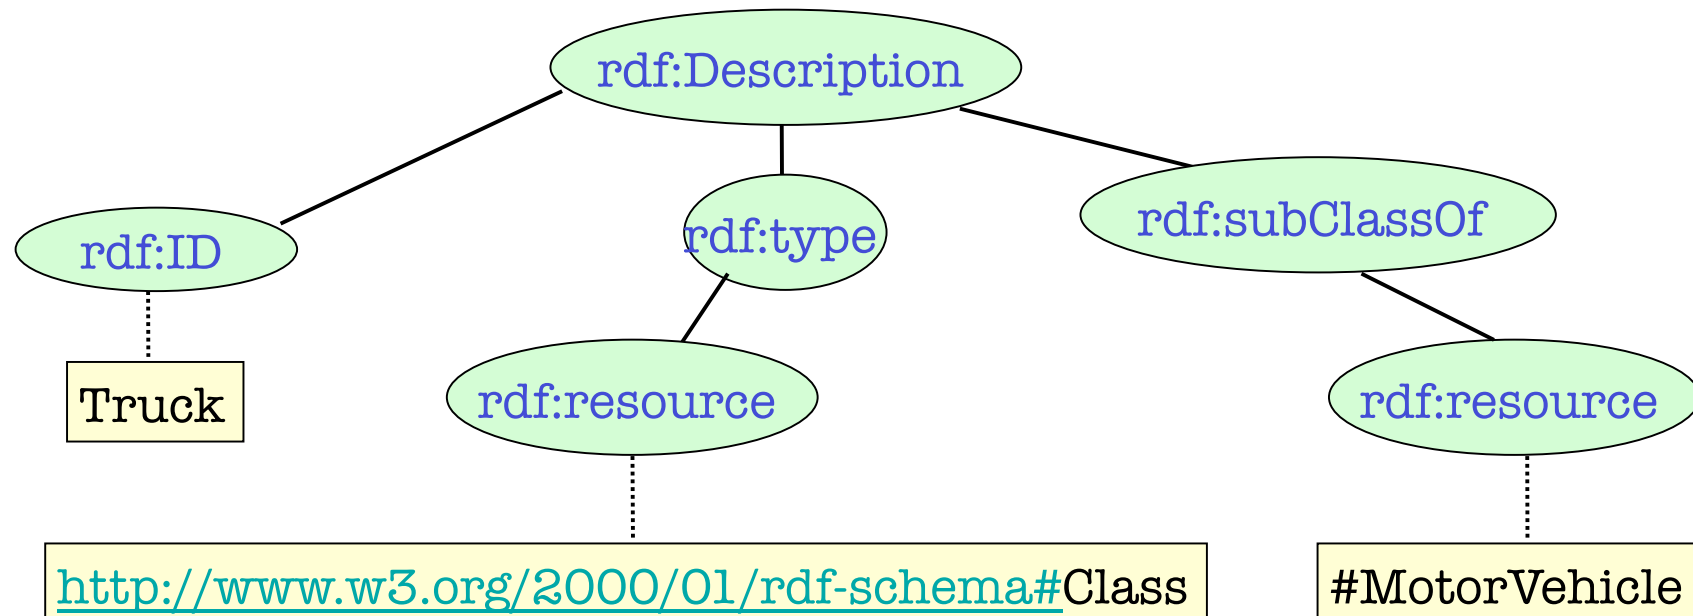 rdf:Description
rdf:ID
rdf:type
rdf:subClassOf
Truck
rdf:resource
rdf:resource
http://www.w3.org/2000/01/rdf-schema#Class
#MotorVehicle